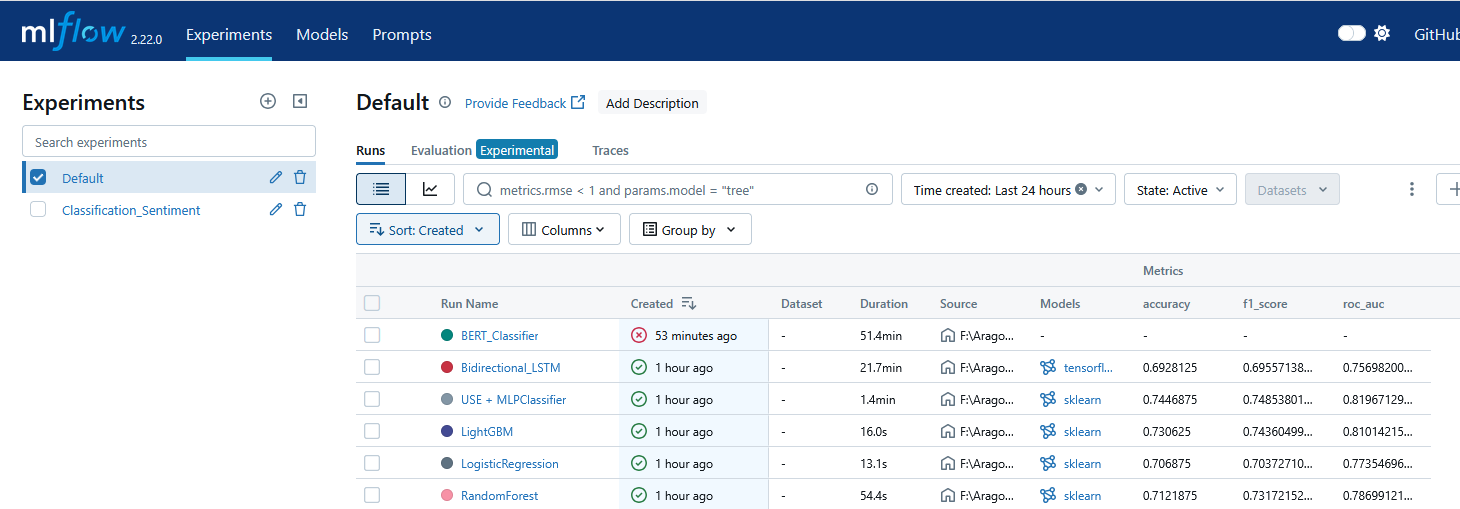 mlflow 2.22.0 Experiments Models Prompts GitHub
Experiments
Search experiments
Default
Classification_Sentiment
Default Provide Feedback Add Description
Runs Evaluation Experimental Traces
metrics.rmse < 1 and params.model = "tree" Time created: Last 24 hours State: Active Datasets
Sort: Created Columns Group by
Metrics
Run Name Created Dataset Duration Source Models accuracy f1_score roc_auc
BERT_Classifier 53 minutes ago - 51.4min F:\Arago... - - - -
Bidirectional_LSTM 1 hour ago - 21.7min F:\Arago... tensorfl... 0.6928125 0.69557138... 0.75698200...
USE + MLPClassifier 1 hour ago - 1.4min F:\Arago... sklearn 0.7446875 0.74853801... 0.81967129...
LightGBM 1 hour ago - 16.0s F:\Arago... sklearn 0.730625 0.74360499... 0.81014215...
LogisticRegression 1 hour ago - 13.1s F:\Arago... sklearn 0.706875 0.70372710... 0.77354696...
RandomForest 1 hour ago - 54.4s F:\Arago... sklearn 0.7121875 0.73172152... 0.78699121...